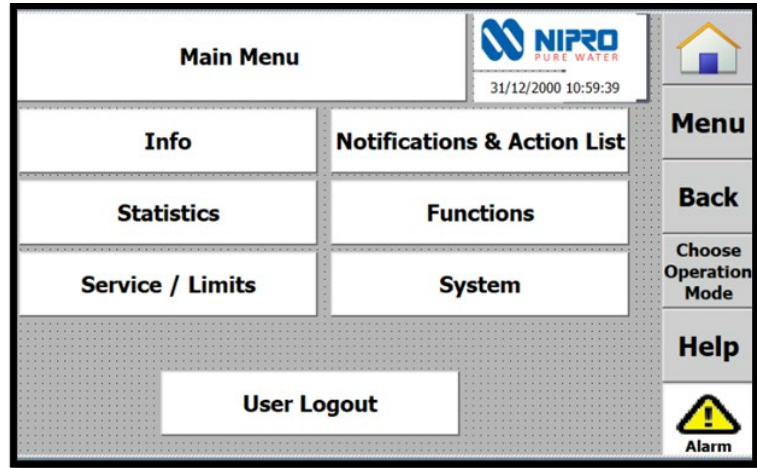 Main Menu
NIPRO
PURE WATER
31/12/2000 10:59:39
Info
Notifications & Action List
Statistics
Functions
Service / Limits
System
User Logout
Menu
Back
Choose
Operation
Mode
Help
Alarm